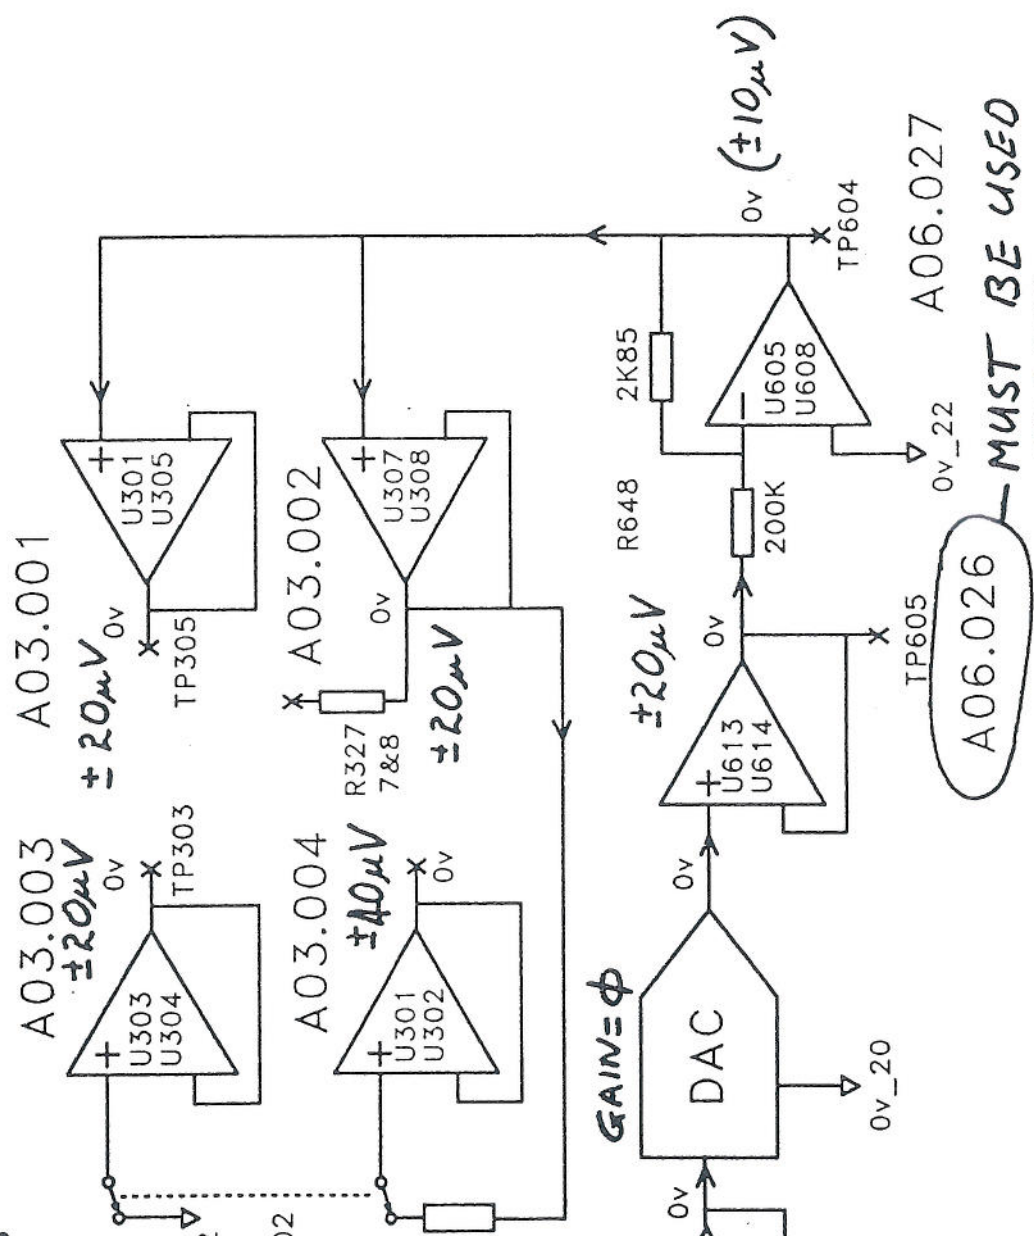 A03.003
±20µV
0v
TP303
U303
U304
A03.001
±20µV
0v
TP305
U301
U305
+
+
A03.004
±40µV
0v
U301
U302
+
A03.002
0v
±20µV
R327
7&8
U307
U308
+
02
GAIN=ϕ
DAC
0v
0v
0v_20
±20µV
0v
U613
U614
+
TP605
R648
200K
2K85
U605
U608
−
0v (±10µV)
TP604
0v_22
A06.026 — MUST BE USED
A06.027